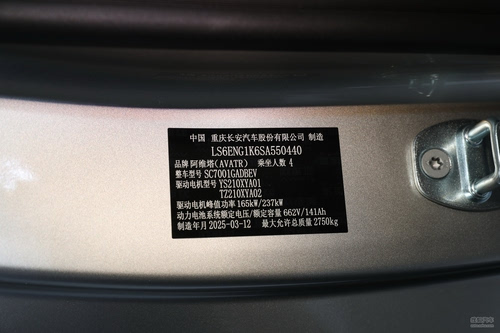 中国 重庆长安汽车股份有限公司 制造
LS6ENG1K6SA550440
品牌 阿维塔(AVATR) 乘坐人数 4
整车型号 SC7001GADBEV
驱动电机型号 YS210XYA01
TZ210XYA02
驱动电机峰值功率 165kW/237kW
动力电池系统额定电压/额定容量 662V/141Ah
制造年月 2025-03-12 最大允许总质量 2750kg